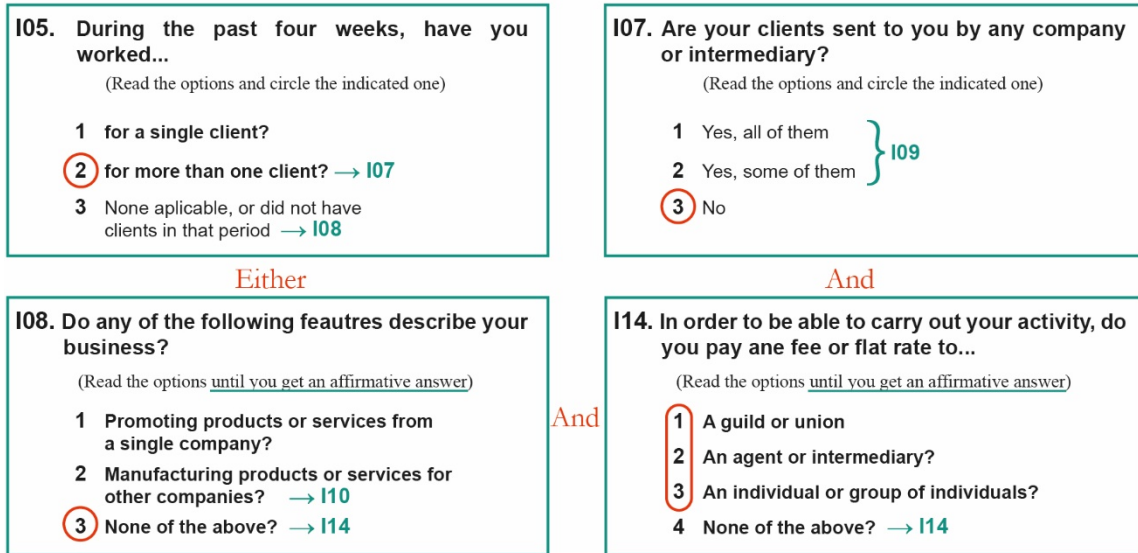 I05. During the past four weeks, have you
worked...
(Read the options and circle the indicated one)
1 for a single client?
2 for more than one client? → I07
3 None aplicable, or did not have
clients in that period → I08
I07. Are your clients sent to you by any company
or intermediary?
(Read the options and circle the indicated one)
1 Yes, all of them
2 Yes, some of them
} I09
3 No
Either
And
I08. Do any of the following feautres describe your
business?
(Read the options until you get an affirmative answer)
1 Promoting products or services from
a single company?
2 Manufacturing products or services for
other companies? → I10
3 None of the above? → I14
And
I14. In order to be able to carry out your activity, do
you pay ane fee or flat rate to...
(Read the options until you get an affirmative answer)
1 A guild or union
2 An agent or intermediary?
3 An individual or group of individuals?
4 None of the above? → I14